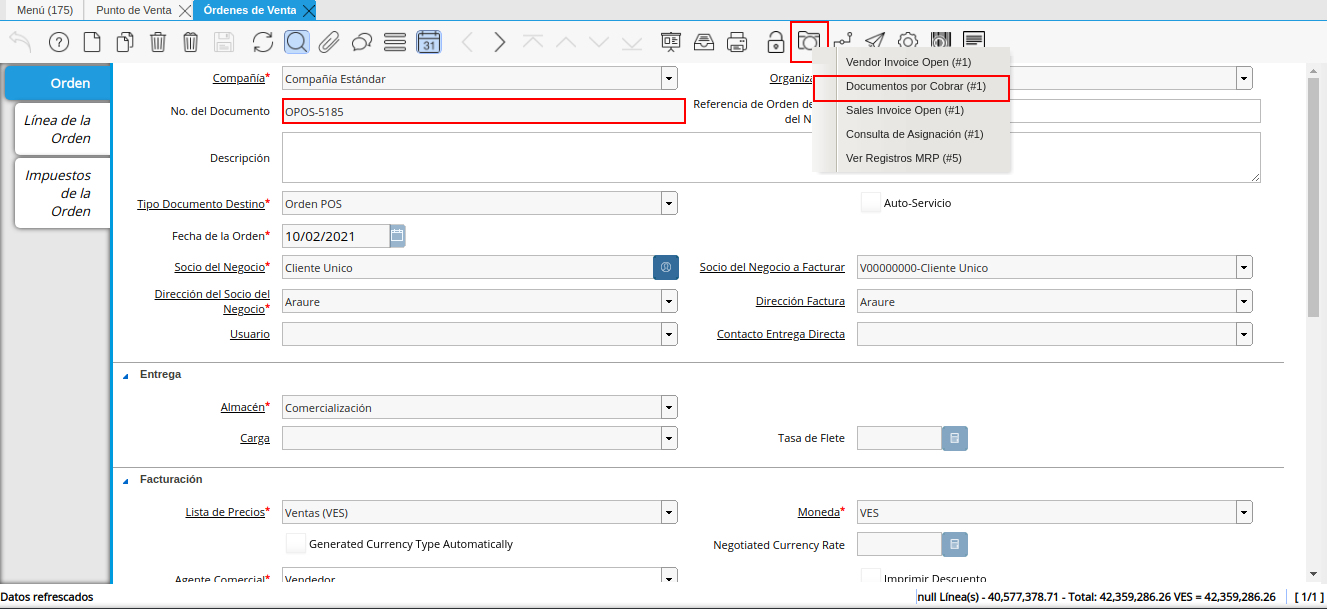 Menú (175)
Punto de Venta
Órdenes de Venta
31
Orden
Línea de la
Orden
Impuestos
de la
Orden
Compañía*
Compañía Estándar
Organiza
Vendor Invoice Open (#1)
Documentos por Cobrar (#1)
Sales Invoice Open (#1)
Consulta de Asignación (#1)
Ver Registros MRP (#5)
No. del Documento
OPOS-5185
Referencia de Orden de
del N
Descripción
Tipo Documento Destino*
Orden POS
Auto-Servicio
Fecha de la Orden*
10/02/2021
Socio del Negocio*
Cliente Unico
Socio del Negocio a Facturar
V00000000-Cliente Unico
Dirección del Socio del
Negocio*
Araure
Dirección Factura
Araure
Usuario
Contacto Entrega Directa
Entrega
Almacén*
Comercialización
Carga
Tasa de Flete
Facturación
Lista de Precios*
Ventas (VES)
Moneda*
VES
Generated Currency Type Automatically
Negotiated Currency Rate
Agente Comercial*
Vendedor
Imprimir Descuento
Datos refrescados
null Línea(s) - 40,577,378.71 - Total: 42,359,286.26 VES = 42,359,286.26
[ 1/1 ]